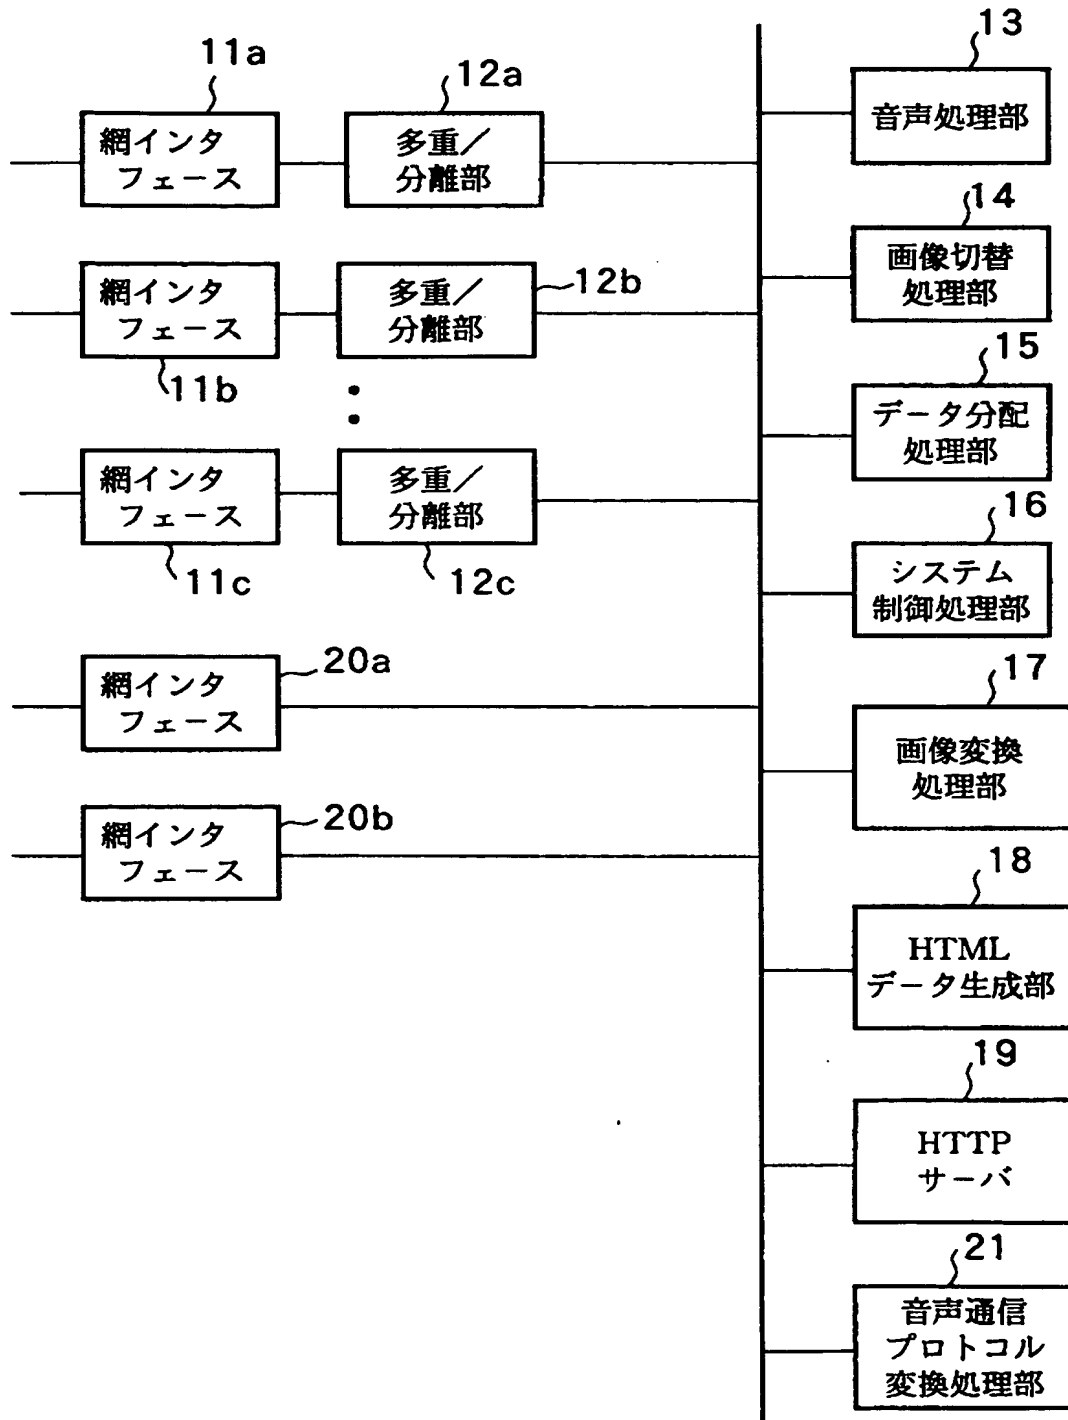 11a
網インタ
フェース
12a
多重／
分離部
網インタ
フェース
11b
多重／
分離部
12b
網インタ
フェース
11c
多重／
分離部
12c
網インタ
フェース
20a
網インタ
フェース
20b
13
音声処理部
14
画像切替
処理部
15
データ分配
処理部
16
システム
制御処理部
17
画像変換
処理部
18
HTML
データ生成部
19
HTTP
サーバ
21
音声通信
プロトコル
変換処理部